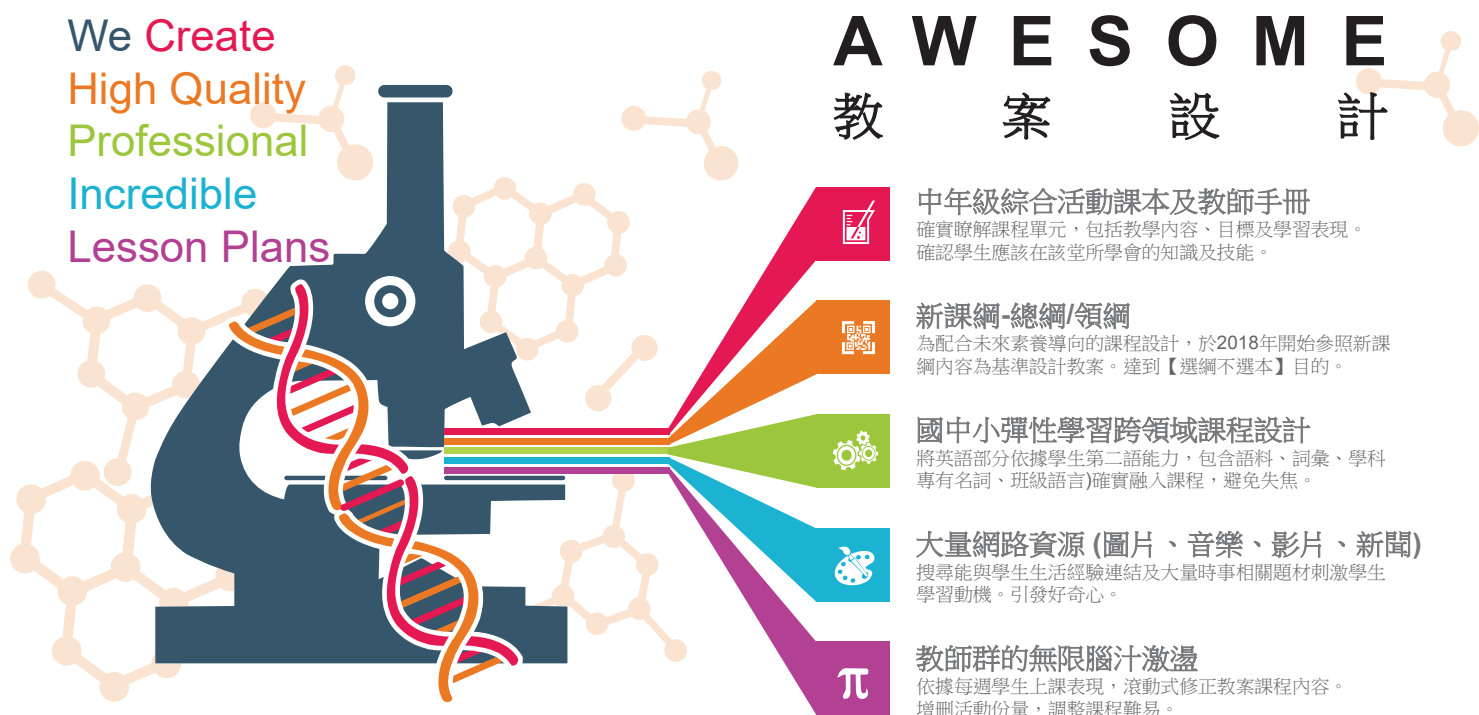 We Create
High Quality
Professional
Incredible
Lesson Plans
AWESOME
教案設計
中年級綜合活動課本及教師手冊
確實瞭解課程單元，包括教學內容、目標及學習表現。
確認學生應該在該堂所學會的知識及技能。
新課綱-總綱/領綱
為配合未來素養導向的課程設計，於2018年開始參照新課
綱內容為基準設計教案。達到【選綱不選本】目的。
國中小彈性學習跨領域課程設計
將英語部分依據學生第二語能力，包含語料、詞彙、學科
專有名詞、班級語言)確實融入課程，避免失焦。
大量網路資源 (圖片、音樂、影片、新聞)
搜尋能與學生生活經驗連結及大量時事相關題材刺激學生
學習動機。引發好奇心。
π
教師群的無限腦汁激盪
依據每週學生上課表現，滾動式修正教案課程內容。
增刪活動份量，調整課程難易。